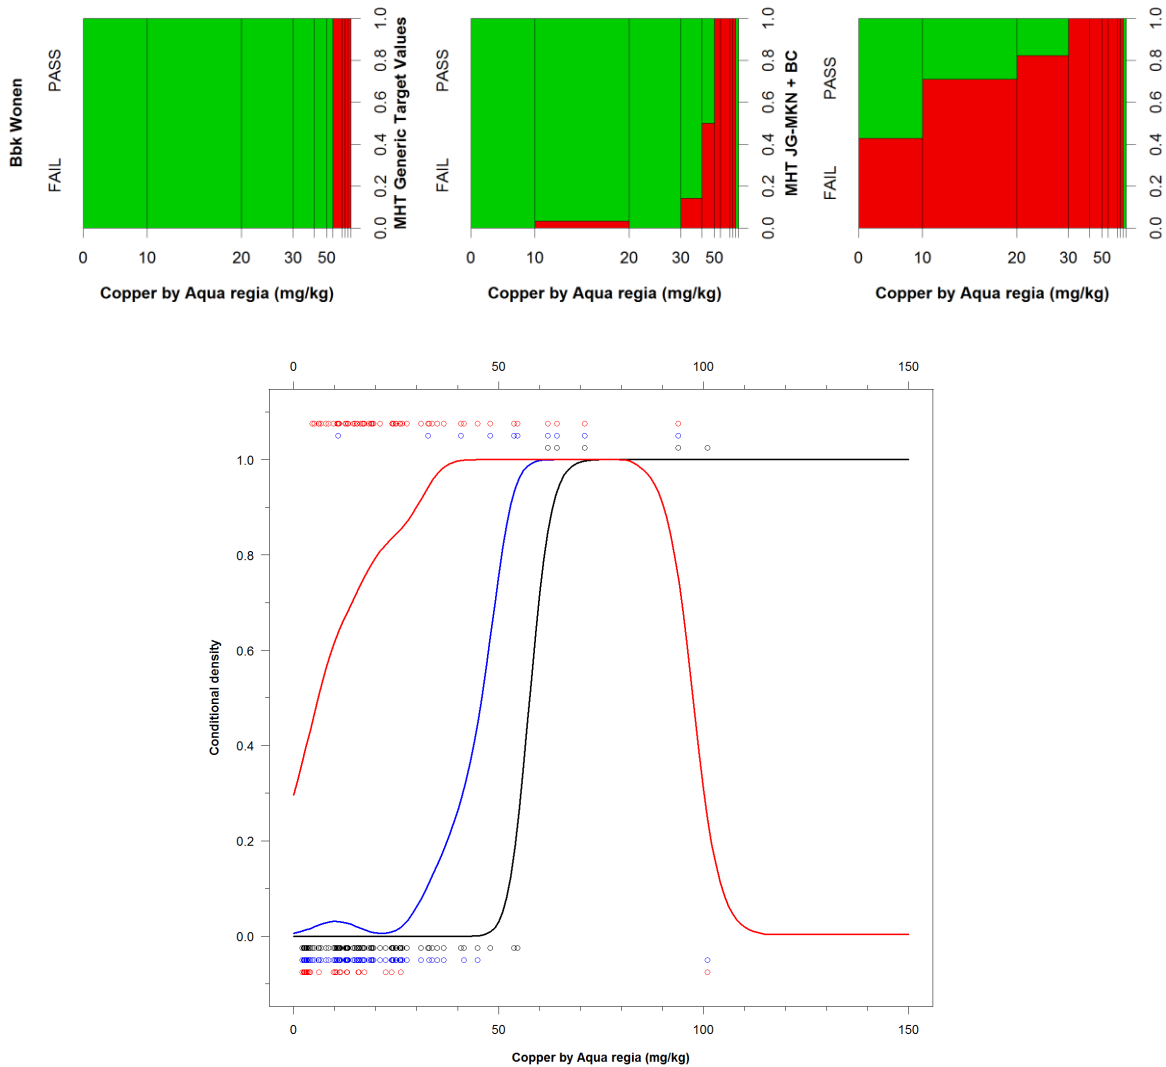 Bbk Wonen
FAIL PASS
0.0 0.2 0.4 0.6 0.8 1.0
0 10 20 30 50
Copper by Aqua regia (mg/kg)
MHT Generic Target Values
FAIL PASS
0.0 0.2 0.4 0.6 0.8 1.0
0 10 20 30 50
Copper by Aqua regia (mg/kg)
MHT JG-MKN + BC
FAIL PASS
0.0 0.2 0.4 0.6 0.8 1.0
0 10 20 30 50
Copper by Aqua regia (mg/kg)
0 50 100 150
Conditional density
1.0
0.8
0.6
0.4
0.2
0.0
0 50 100 150
Copper by Aqua regia (mg/kg)